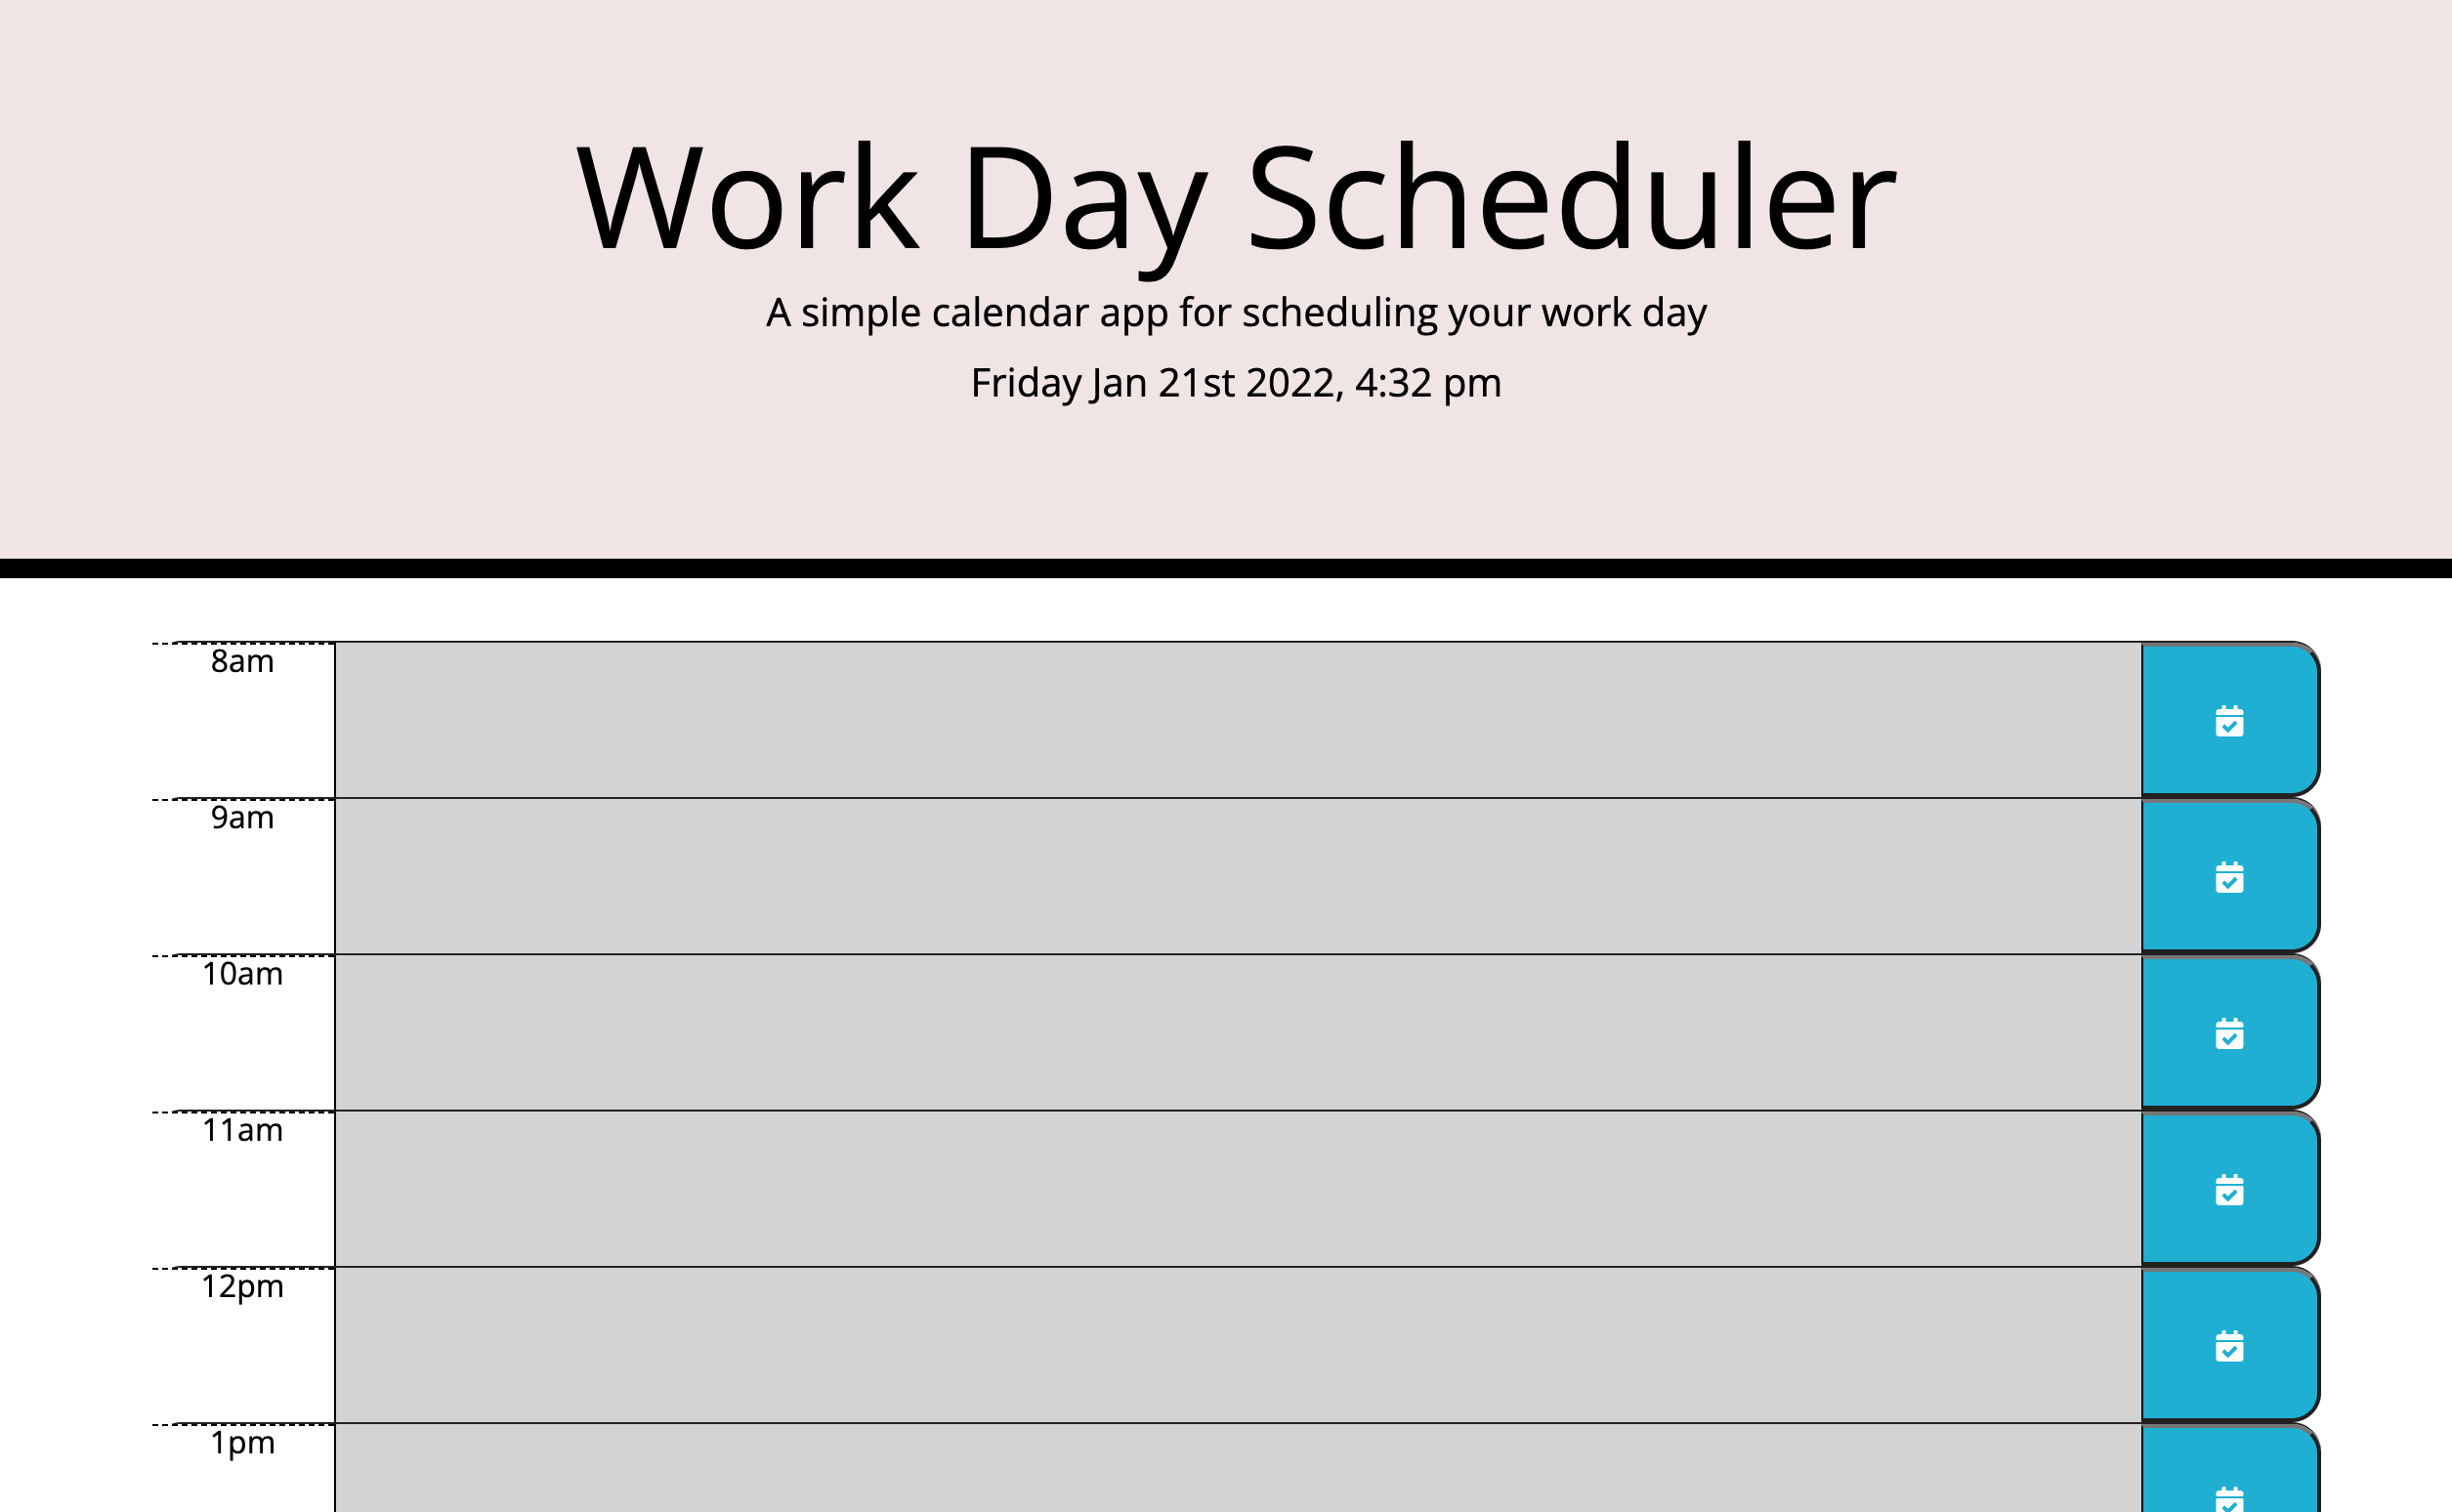 Work Day Scheduler
A simple calendar app for scheduling your work day
Friday Jan 21st 2022, 4:32 pm
8am
9am
10am
11am
12pm
1pm